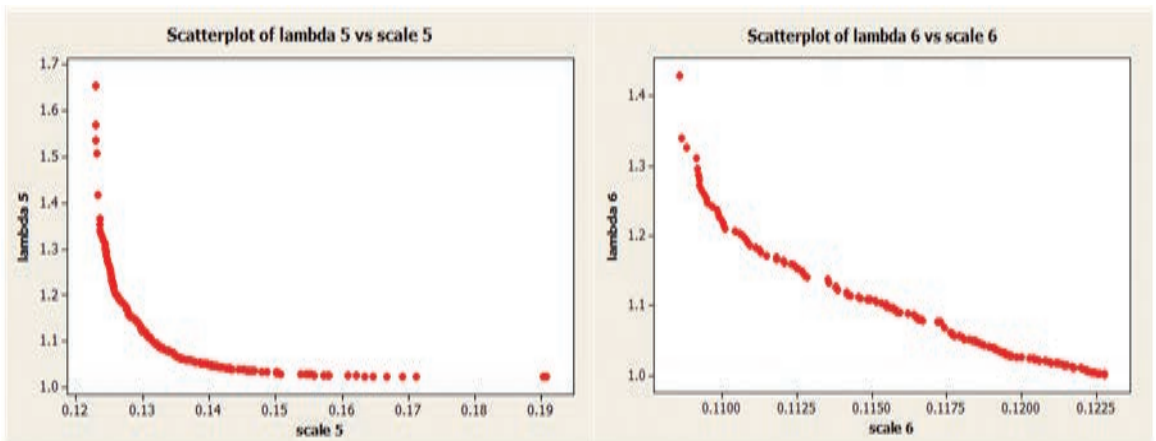 Scatterplot of lambda 5 vs scale 5
1.7
1.6
1.5
1.4
1.3
1.2
1.1
1.0
lambda 5
0.12 0.13 0.14 0.15 0.16 0.17 0.18 0.19
scale 5
Scatterplot of lambda 6 vs scale 6
1.4
1.3
1.2
1.1
1.0
lambda 6
0.1100 0.1125 0.1150 0.1175 0.1200 0.1225
scale 6